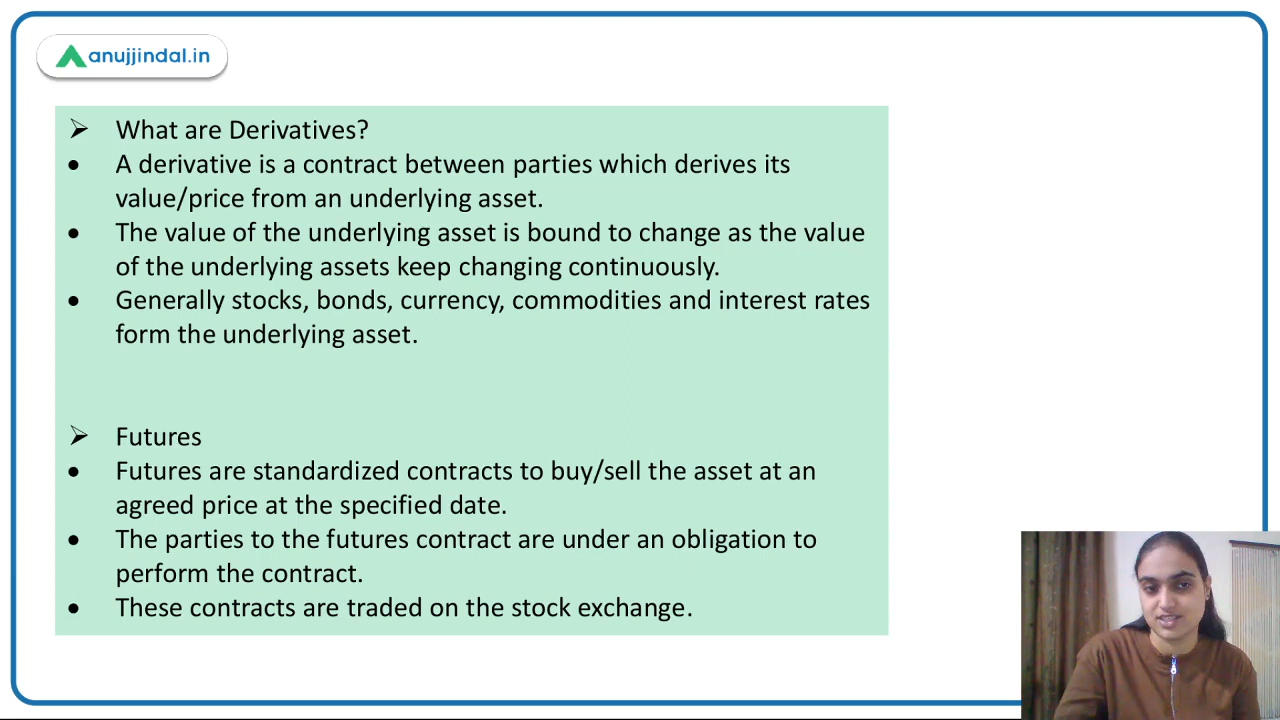 anujjindal.in
➢ What are Derivatives?
• A derivative is a contract between parties which derives its
value/price from an underlying asset.
• The value of the underlying asset is bound to change as the value
of the underlying assets keep changing continuously.
• Generally stocks, bonds, currency, commodities and interest rates
form the underlying asset.
➢ Futures
• Futures are standardized contracts to buy/sell the asset at an
agreed price at the specified date.
• The parties to the futures contract are under an obligation to
perform the contract.
• These contracts are traded on the stock exchange.